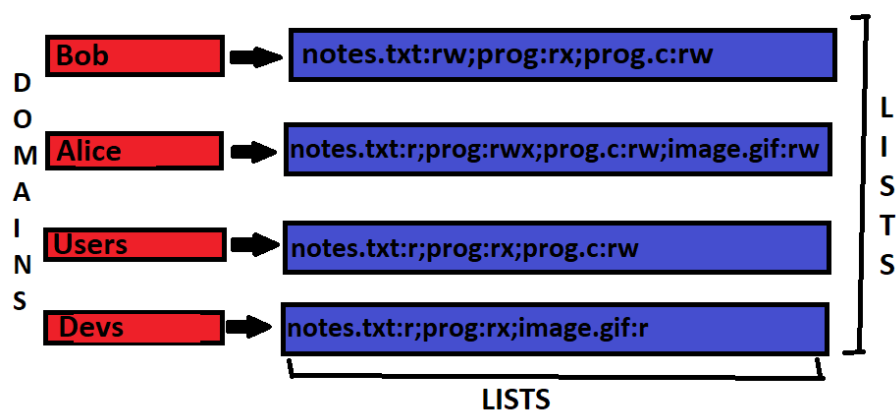 DOMAINS
Bob
notes.txt:rw;prog:rx;prog.c:rw
Alice
notes.txt:r;prog:rwx;prog.c:rw;image.gif:rw
Users
notes.txt:r;prog:rx;prog.c:rw
Devs
notes.txt:r;prog:rx;image.gif:r
LISTS
LISTS